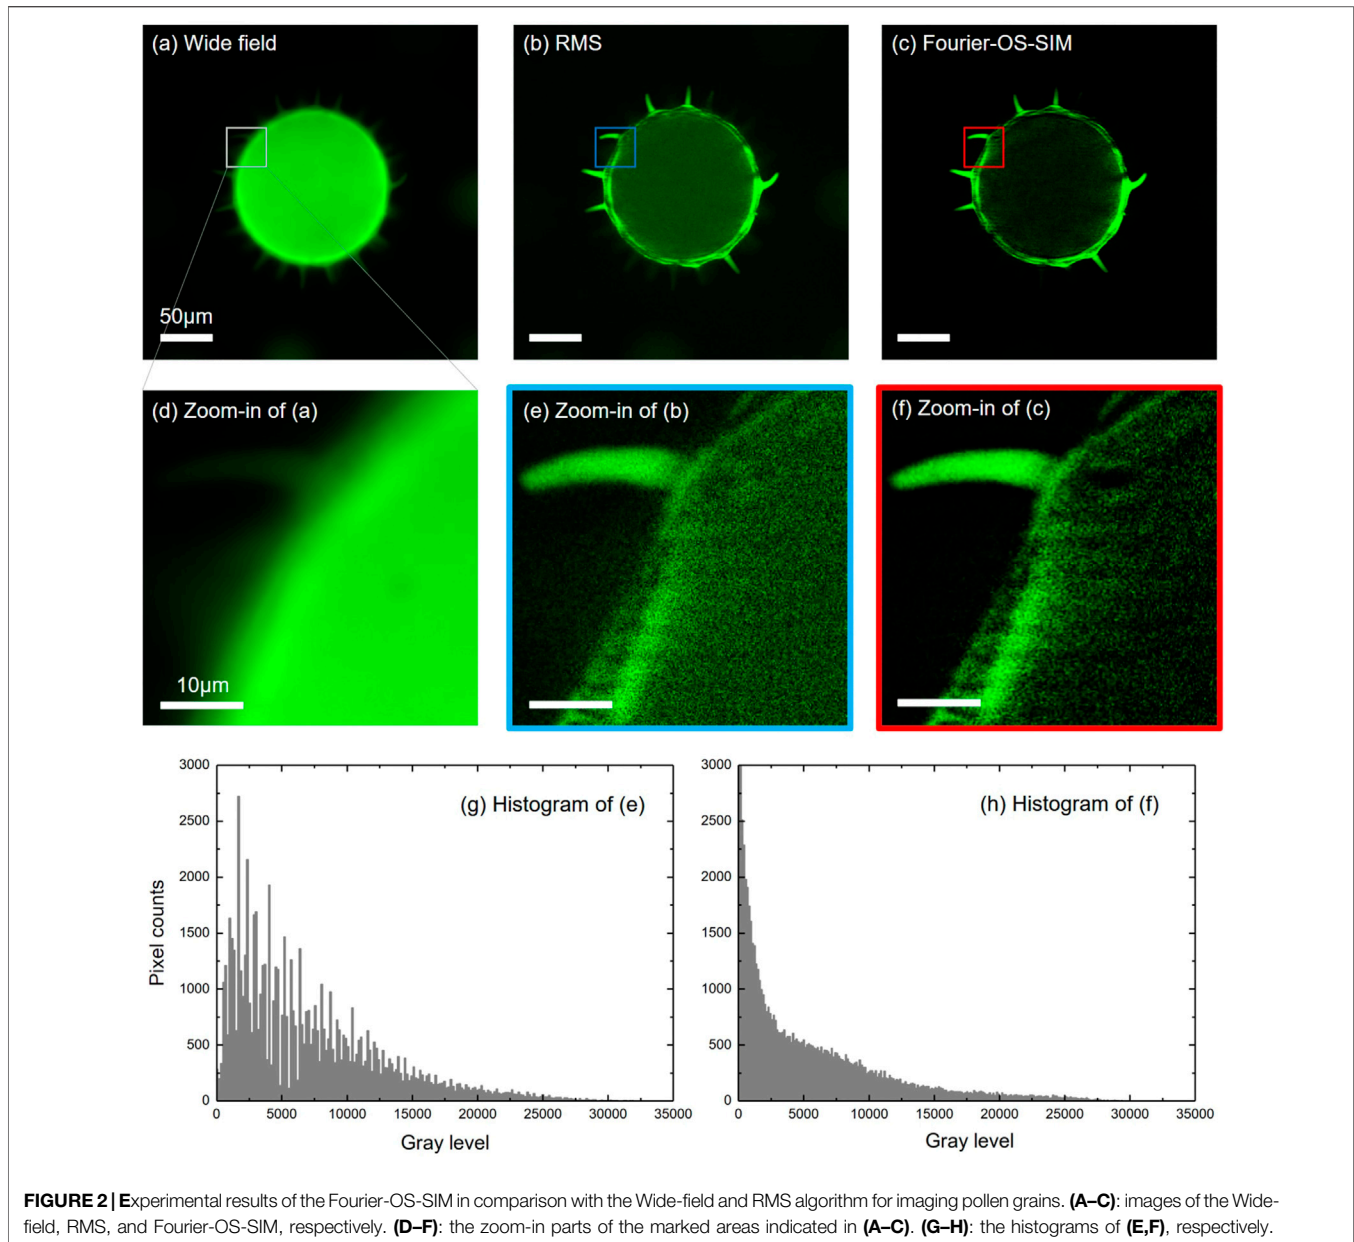 (a) Wide field
(b) RMS
(c) Fourier-OS-SIM
50μm
(d) Zoom-in of (a)
(e) Zoom-in of (b)
(f) Zoom-in of (c)
10μm
(g) Histogram of (e)
3000
2500
2000
1500
1000
500
0
Pixel counts
0 5000 10000 15000 20000 25000 30000 35000
Gray level
(h) Histogram of (f)
3000
2500
2000
1500
1000
500
0
0 5000 10000 15000 20000 25000 30000 35000
Gray level
FIGURE 2 | Experimental results of the Fourier-OS-SIM in comparison with the Wide-field and RMS algorithm for imaging pollen grains. (A–C): images of the Wide-
field, RMS, and Fourier-OS-SIM, respectively. (D–F): the zoom-in parts of the marked areas indicated in (A–C). (G–H): the histograms of (E,F), respectively.